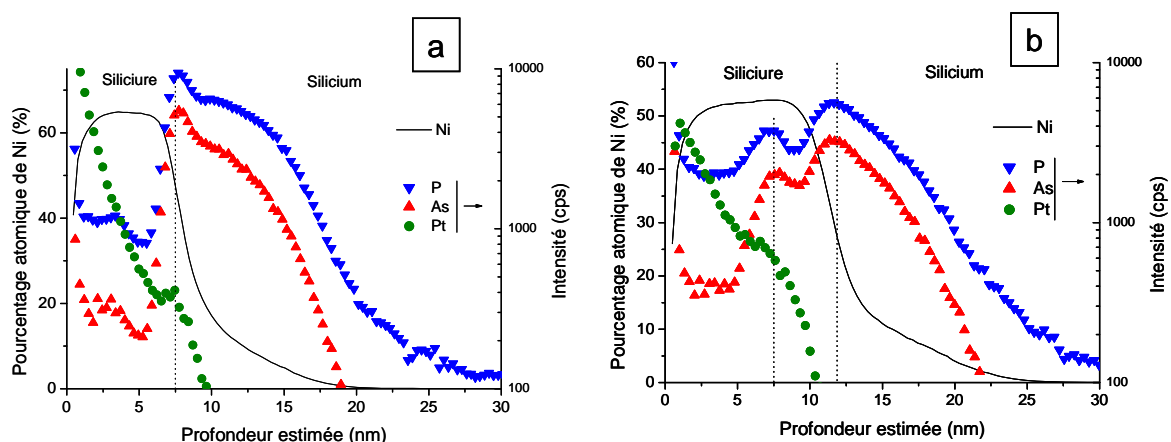 a
Siliciure
Silicium
Pourcentage atomique de Ni (%)
60
40
20
0
Ni
P
As
Pt
10000
1000
100
Intensité (cps)
0
5
10
15
20
25
30
Profondeur estimée (nm)
b
Siliciure
Silicium
Pourcentage atomique de Ni (%)
60
50
40
30
20
10
0
Ni
P
As
Pt
10000
1000
100
Intensité (cps)
0
5
10
15
20
25
30
Profondeur estimée (nm)